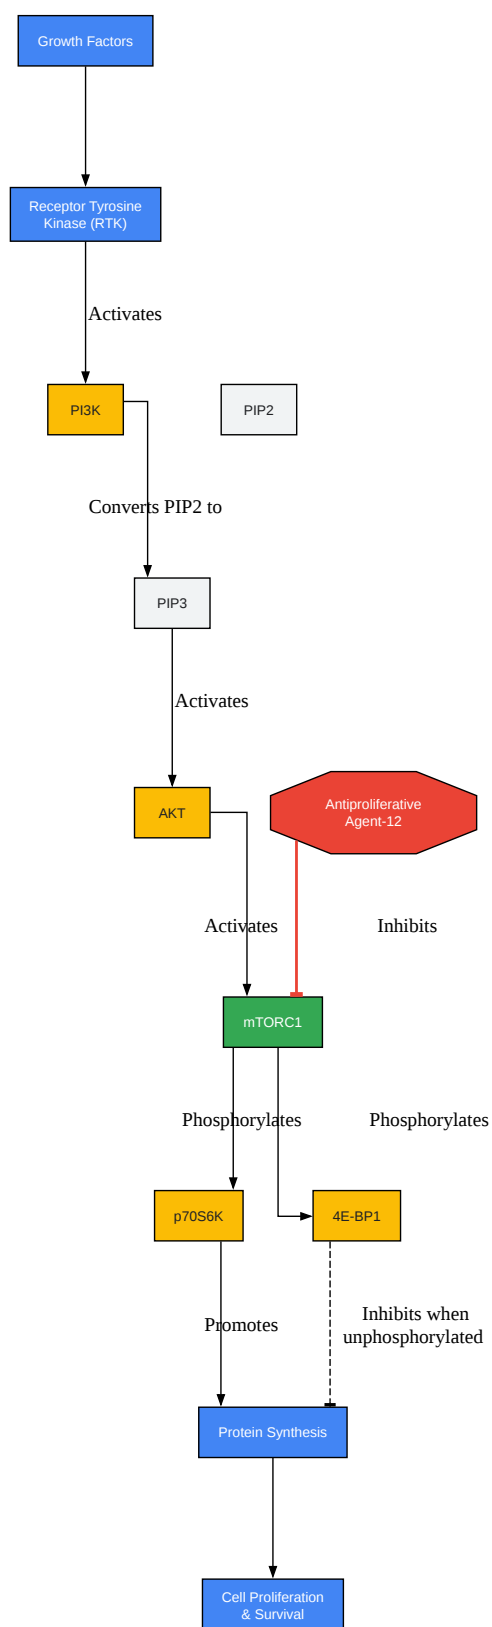 Growth Factors
Receptor Tyrosine
Kinase (RTK)
Activates
PI3K
PIP2
Converts PIP2 to
PIP3
Activates
AKT
Antiproliferative
Agent-12
Activates
Inhibits
mTORC1
Phosphorylates
Phosphorylates
p70S6K
4E-BP1
Promotes
Inhibits when
unphosphorylated
Protein Synthesis
Cell Proliferation
& Survival